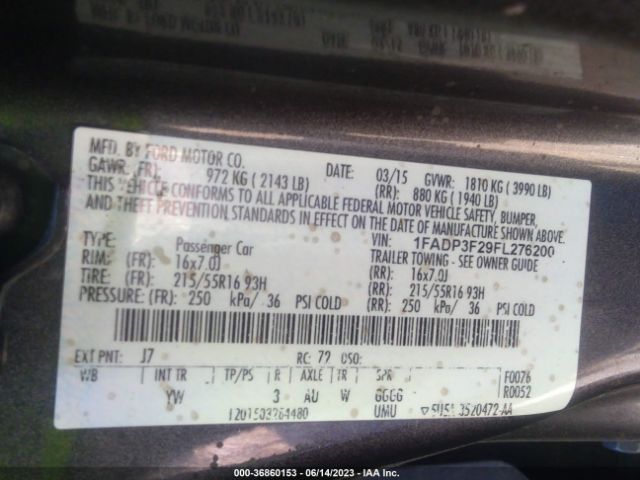 MFD. BY FORD MOTOR CO.
DATE: 03/15 GVWR: 1810 KG ( 3990 LB)
GAWR: (FR): 972 KG ( 2143 LB) (RR): 880 KG ( 1940 LB)
THIS VEHICLE CONFORMS TO ALL APPLICABLE FEDERAL MOTOR VEHICLE SAFETY, BUMPER,
AND THEFT PREVENTION STANDARDS IN EFFECT ON THE DATE OF MANUFACTURE SHOWN ABOVE.
VIN: 1FADP3F29FL276200
TYPE: Passenger Car TRAILER TOWING - SEE OWNER GUIDE
RIM: (FR): 16x7.0J (RR): 16x7.0J
TIRE: (FR): 215/55R16 93H (RR): 215/55R16 93H
PRESSURE: (FR): 250 kPa/ 36 PSI COLD (RR): 250 kPa/ 36 PSI COLD
EXT PNT: J7 RC: 72 DSO:
WB INT TR TP/PS R AXLE TR SPR F0076
YW 3 AU W GGGG R0052
UMU
000-36860153 - 06/14/2023 - IAA Inc.